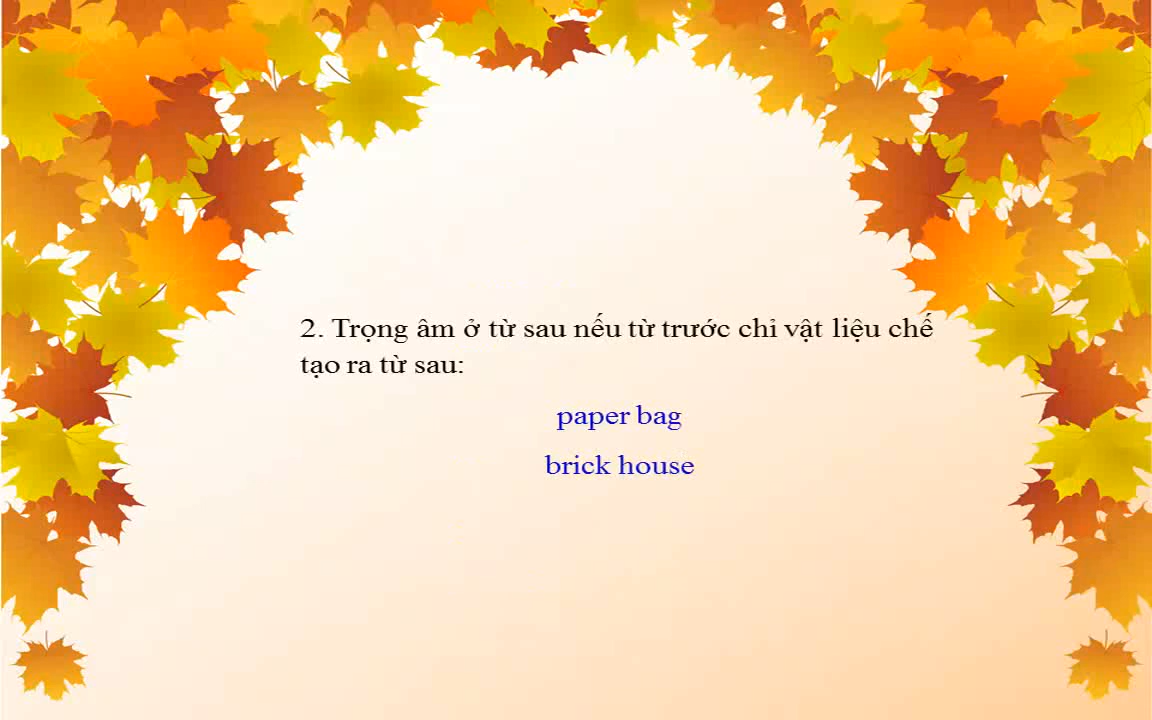 2. Trọng âm ở từ sau nếu từ trước chỉ vật liệu chế
tạo ra từ sau:
paper bag
brick house